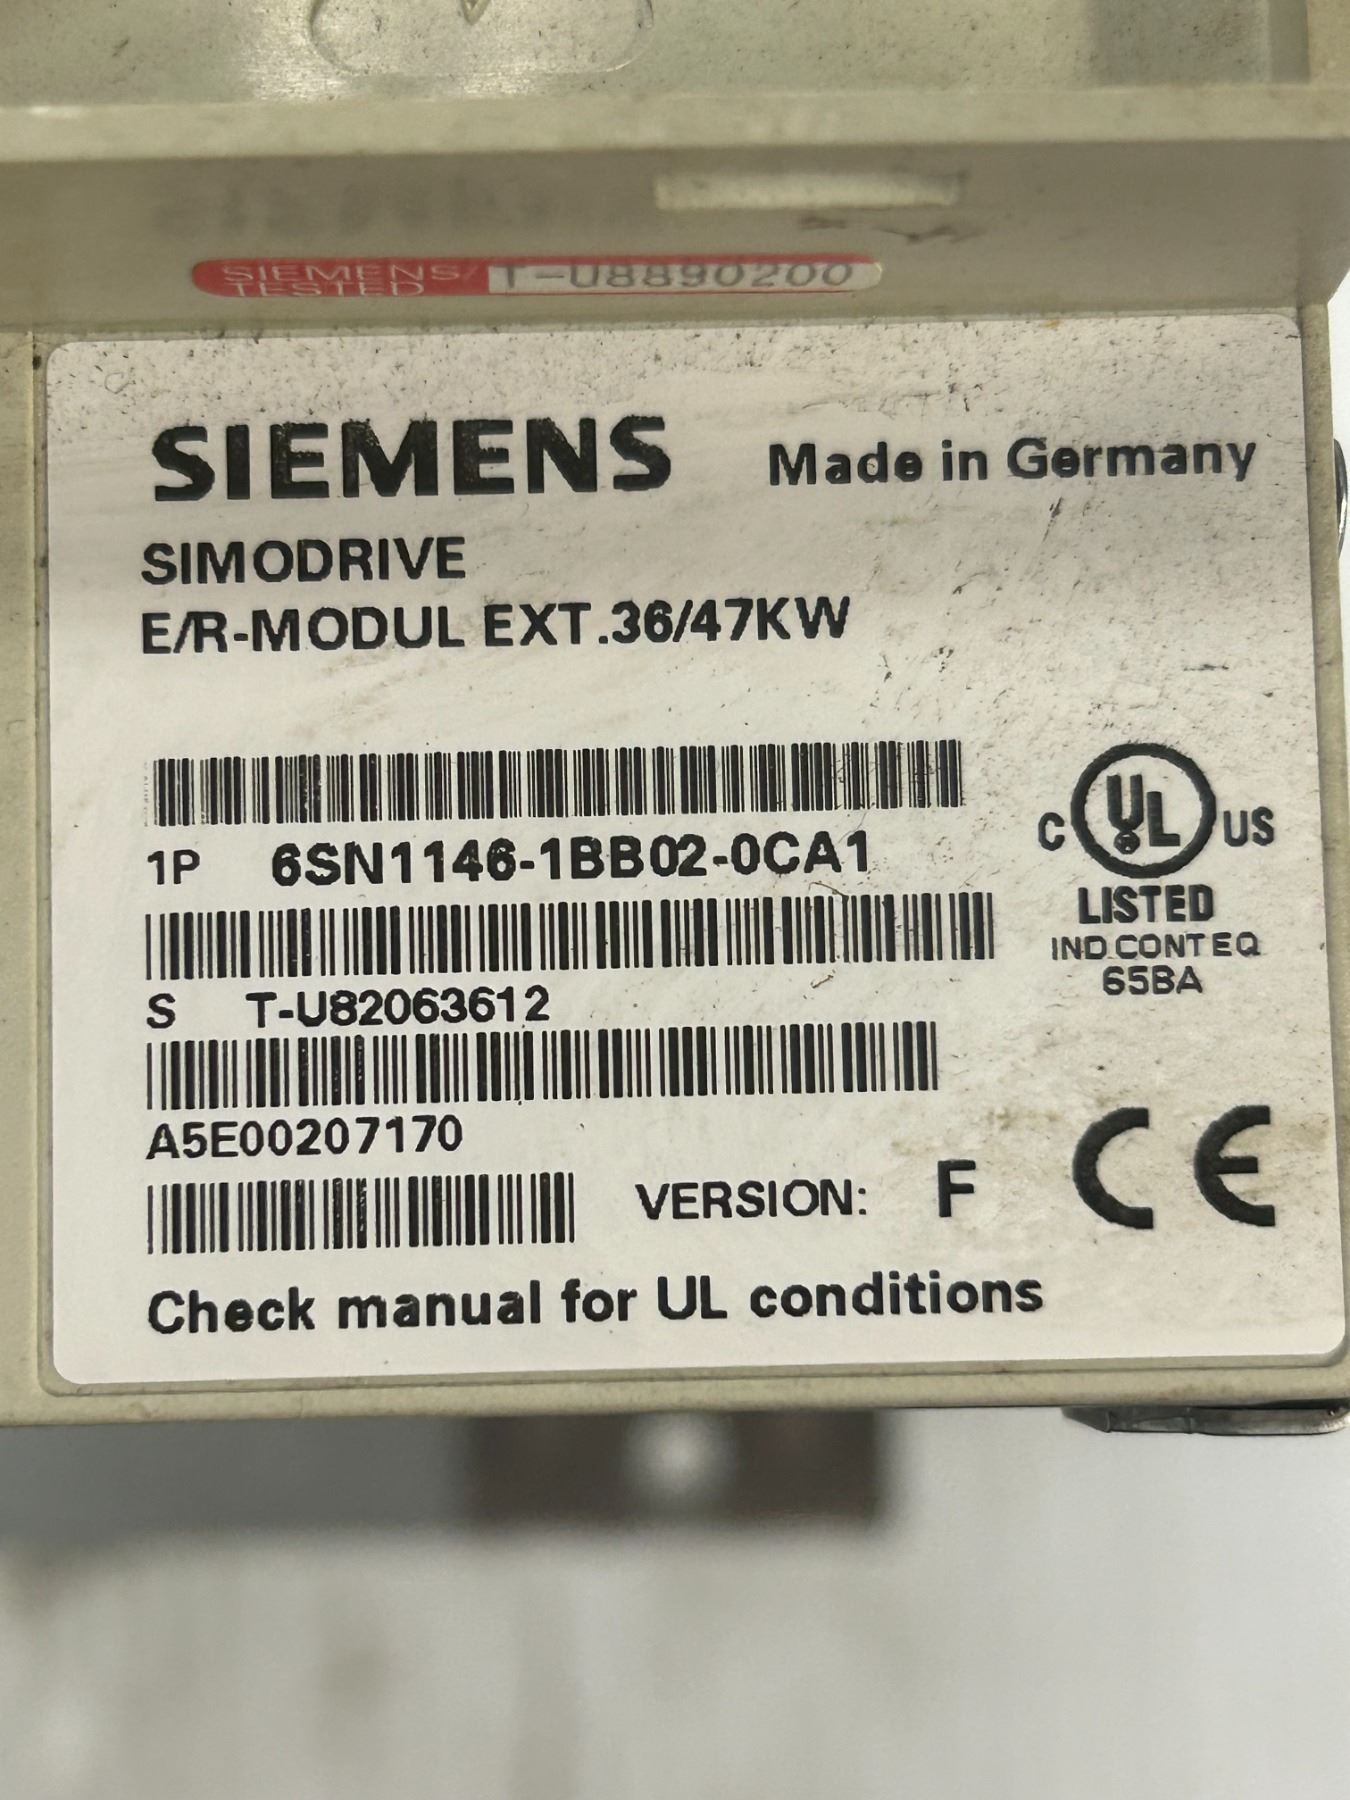 SIEMENS/ T-U8890200
TESTED
SIEMENS Made in Germany
SIMODRIVE
E/R-MODUL EXT.36/47KW
1P 6SN1146-1BB02-0CA1
C UL US
LISTED
IND.CONT EQ
65BA
S T-U82063612
A5E00207170
VERSION: F CE
Check manual for UL conditions